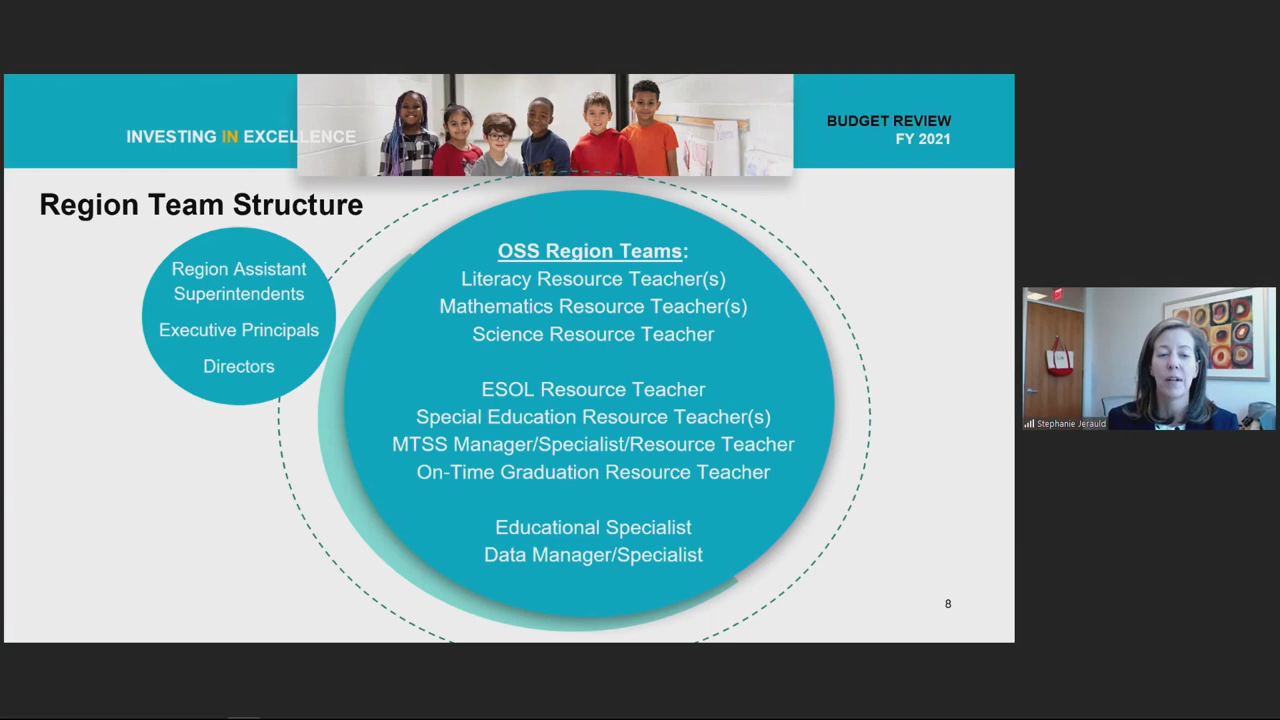 INVESTING IN EXCELLENCE
BUDGET REVIEW
FY 2021
Region Team Structure
Region Assistant
Superintendents
Executive Principals
Directors
OSS Region Teams:
Literacy Resource Teacher(s)
Mathematics Resource Teacher(s)
Science Resource Teacher
ESOL Resource Teacher
Special Education Resource Teacher(s)
MTSS Manager/Specialist/Resource Teacher
On-Time Graduation Resource Teacher
Educational Specialist
Data Manager/Specialist
8
Stephanie Jerauld